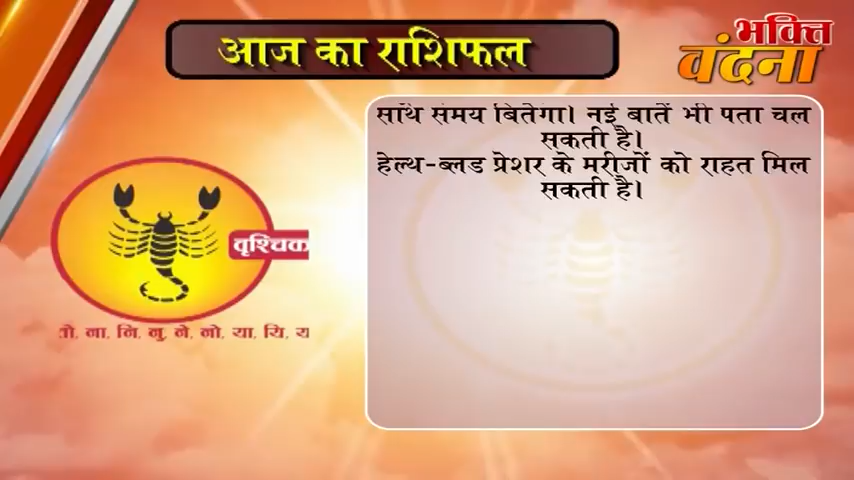 आज का राशिफल
भक्ति
वंदना
साथ समय बितेगा। नई बातें भी पता चल
सकती है।
हेल्थ-ब्लड प्रेशर के मरीजों को राहत मिल
सकती है।
वृश्चिक
ना, नि, नू, ने, नो, या, यि,